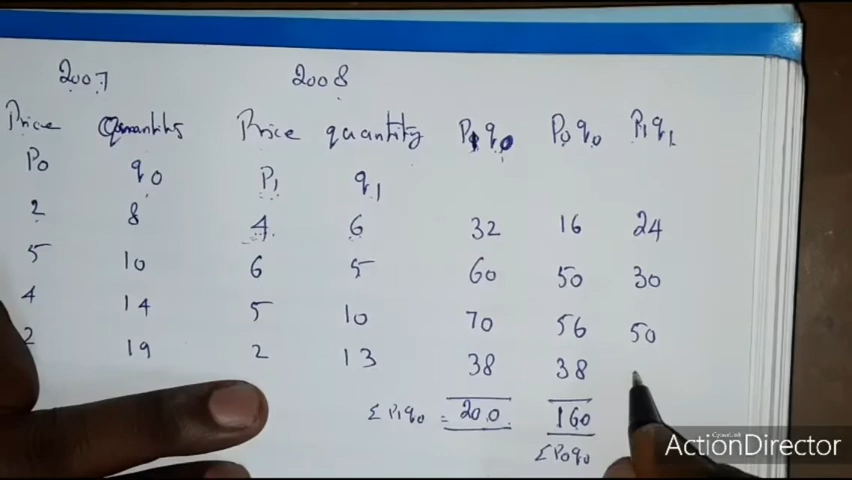 2007 2008
Price Quantity Price quantity P1q0 P0q0 P1q1
P0 q0 P1 q1
2 8 4 6 32 16 24
5 10 6 5 60 50 30
4 14 5 10 70 56 50
2 19 2 13 38 38
ΣP1q0 = 200 160
ΣP0q0
ActionDirector